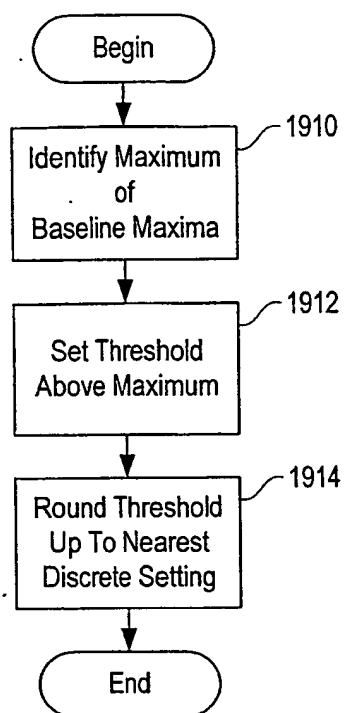 Begin
1910
Identify Maximum
of
Baseline Maxima
1912
Set Threshold
Above Maximum
1914
Round Threshold
Up To Nearest
Discrete Setting
End